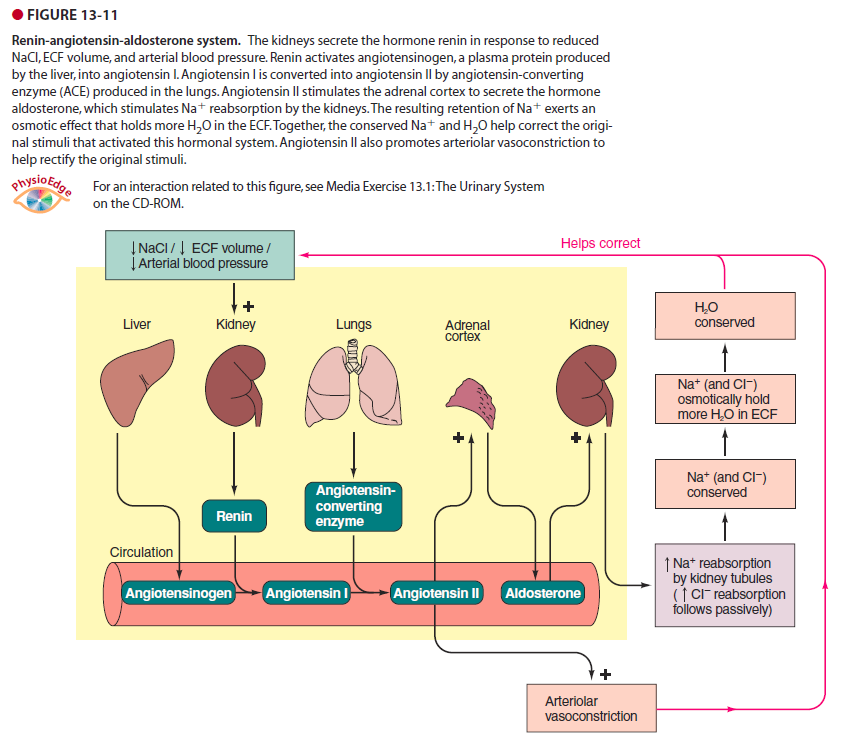 FIGURE 13-11
Renin-angiotensin-aldosterone system. The kidneys secrete the hormone renin in response to reduced
NaCl, ECF volume, and arterial blood pressure. Renin activates angiotensinogen, a plasma protein produced
by the liver, into angiotensin I. Angiotensin I is converted into angiotensin II by angiotensin-converting
enzyme (ACE) produced in the lungs. Angiotensin II stimulates the adrenal cortex to secrete the hormone
aldosterone, which stimulates Na⁺ reabsorption by the kidneys. The resulting retention of Na⁺ exerts an
osmotic effect that holds more H₂O in the ECF. Together, the conserved Na⁺ and H₂O help correct the origi-
nal stimuli that activated this hormonal system. Angiotensin II also promotes arteriolar vasoconstriction to
help rectify the original stimuli.
PhysioEdge
For an interaction related to this figure, see Media Exercise 13.1: The Urinary System
on the CD-ROM.
↓ NaCl / ↓ ECF volume /
↓ Arterial blood pressure
Helps correct
+
Liver
Kidney
Lungs
Adrenal
cortex
Kidney
H₂O
conserved
Na⁺ (and Cl⁻)
osmotically hold
more H₂O in ECF
+
+
Na⁺ (and Cl⁻)
conserved
Renin
Angiotensin-
converting
enzyme
Circulation
Angiotensinogen
Angiotensin I
Angiotensin II
Aldosterone
↑ Na⁺ reabsorption
by kidney tubules
(↑ Cl⁻ reabsorption
follows passively)
+
Arteriolar
vasoconstriction